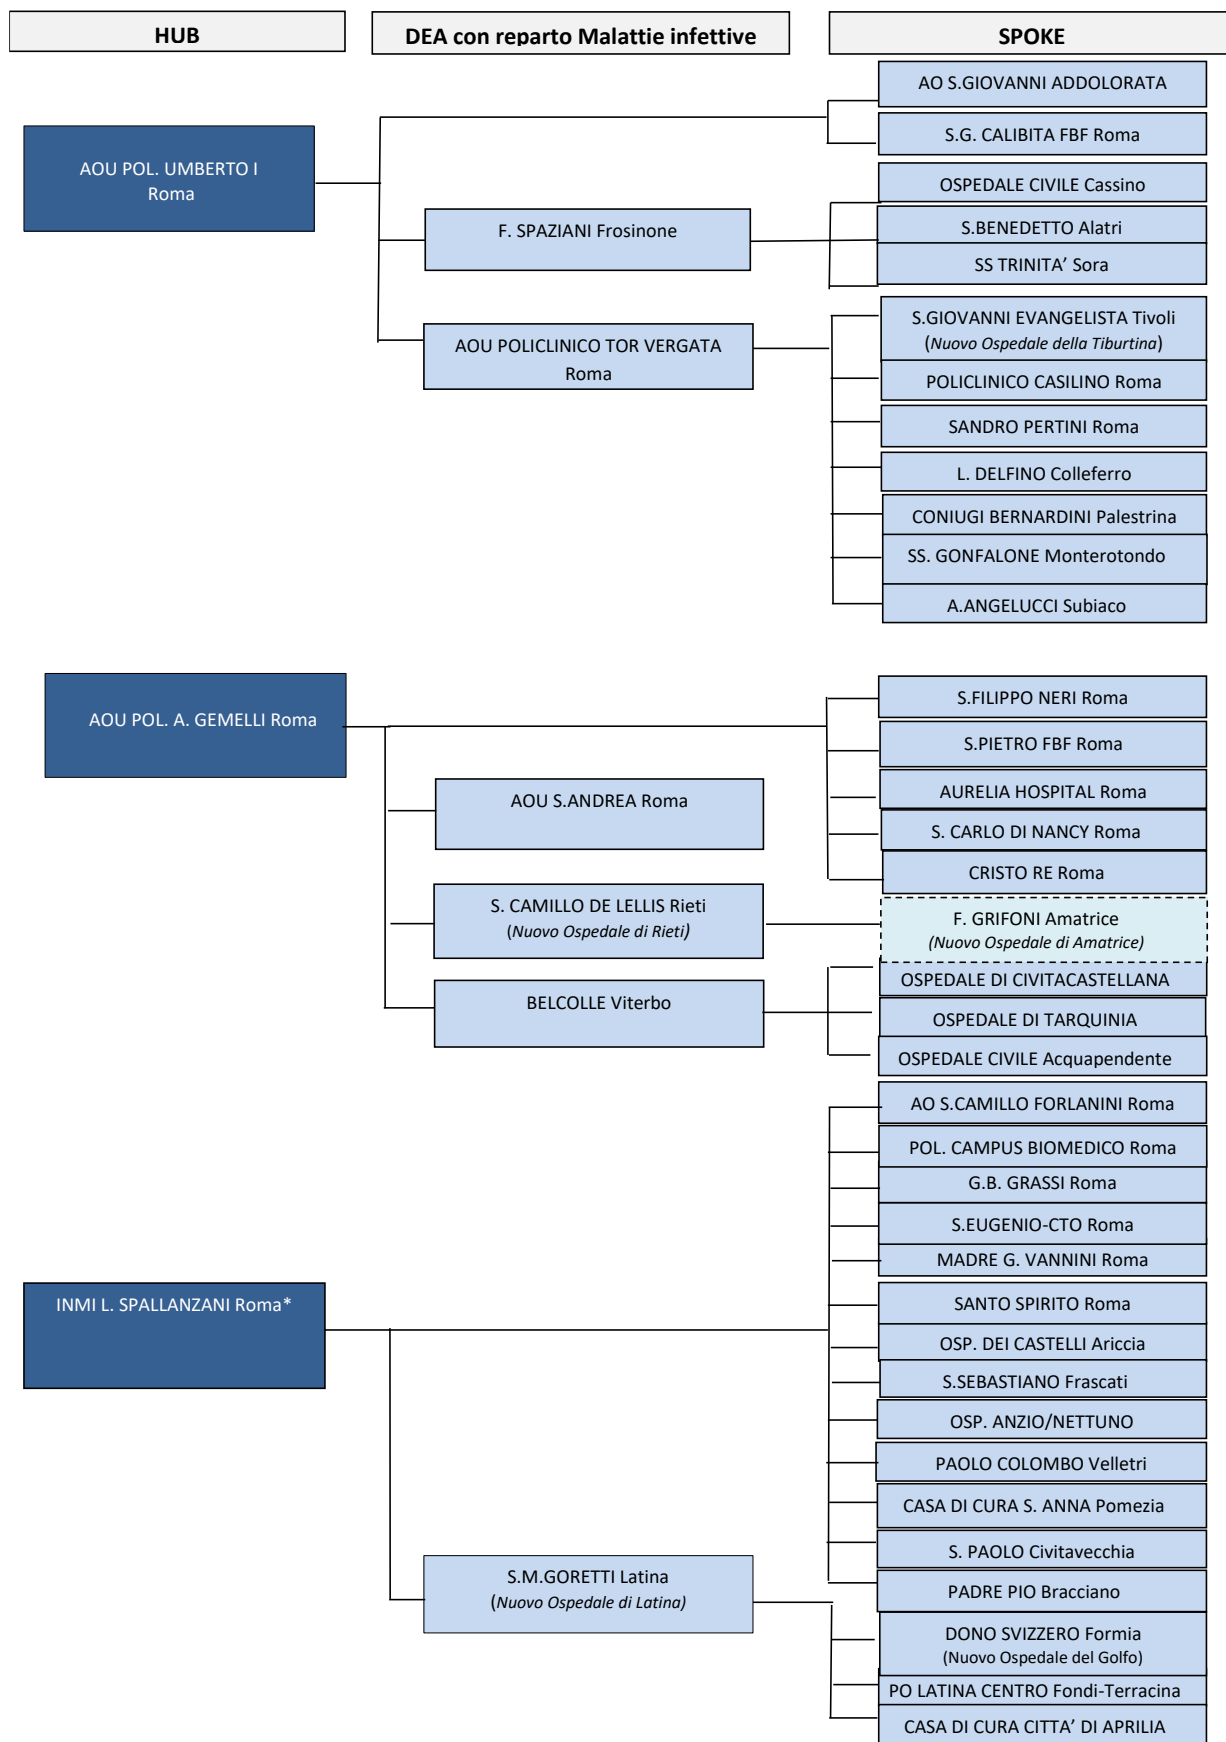 HUB
DEA con reparto Malattie infettive
SPOKE
AOU POL. UMBERTO I
Roma
AO S.GIOVANNI ADDOLORATA
S.G. CALIBITA FBF Roma
F. SPAZIANI Frosinone
OSPEDALE CIVILE Cassino
S.BENEDETTO Alatri
SS TRINITA’ Sora
AOU POLICLINICO TOR VERGATA
Roma
S.GIOVANNI EVANGELISTA Tivoli
(Nuovo Ospedale della Tiburtina)
POLICLINICO CASILINO Roma
SANDRO PERTINI Roma
L. DELFINO Colleferro
CONIUGI BERNARDINI Palestrina
SS. GONFALONE Monterotondo
A.ANGELUCCI Subiaco
AOU POL. A. GEMELLI Roma
S.FILIPPO NERI Roma
S.PIETRO FBF Roma
AURELIA HOSPITAL Roma
S. CARLO DI NANCY Roma
CRISTO RE Roma
AOU S.ANDREA Roma
S. CAMILLO DE LELLIS Rieti
(Nuovo Ospedale di Rieti)
F. GRIFONI Amatrice
(Nuovo Ospedale di Amatrice)
BELCOLLE Viterbo
OSPEDALE DI CIVITACASTELLANA
OSPEDALE DI TARQUINIA
OSPEDALE CIVILE Acquapendente
INMI L. SPALLANZANI Roma*
AO S.CAMILLO FORLANINI Roma
POL. CAMPUS BIOMEDICO Roma
G.B. GRASSI Roma
S.EUGENIO-CTO Roma
MADRE G. VANNINI Roma
SANTO SPIRITO Roma
OSP. DEI CASTELLI Ariccia
S.SEBASTIANO Frascati
OSP. ANZIO/NETTUNO
PAOLO COLOMBO Velletri
CASA DI CURA S. ANNA Pomezia
S. PAOLO Civitavecchia
PADRE PIO Bracciano
S.M.GORETTI Latina
(Nuovo Ospedale di Latina)
DONO SVIZZERO Formia
(Nuovo Ospedale del Golfo)
PO LATINA CENTRO Fondi-Terracina
CASA DI CURA CITTA’ DI APRILIA